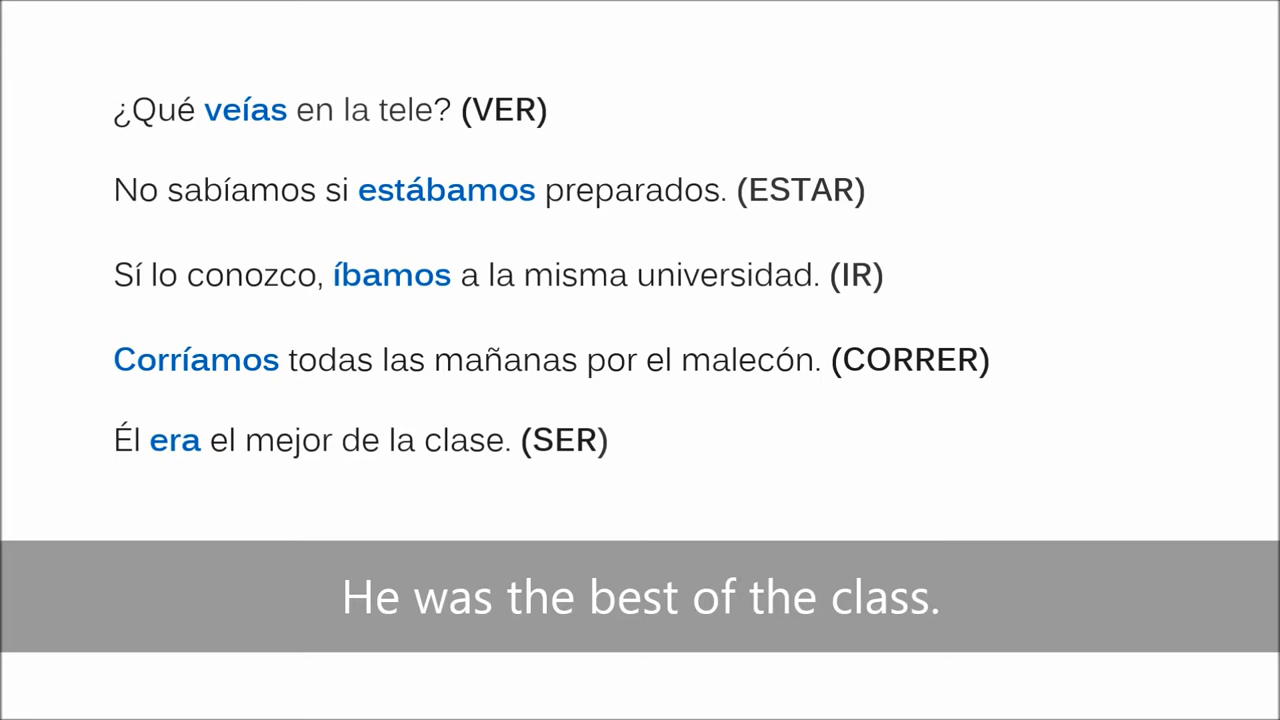 ¿Qué veías en la tele? (VER)
No sabíamos si estábamos preparados. (ESTAR)
Sí lo conozco, íbamos a la misma universidad. (IR)
Corríamos todas las mañanas por el malecón. (CORRER)
Él era el mejor de la clase. (SER)
He was the best of the class.